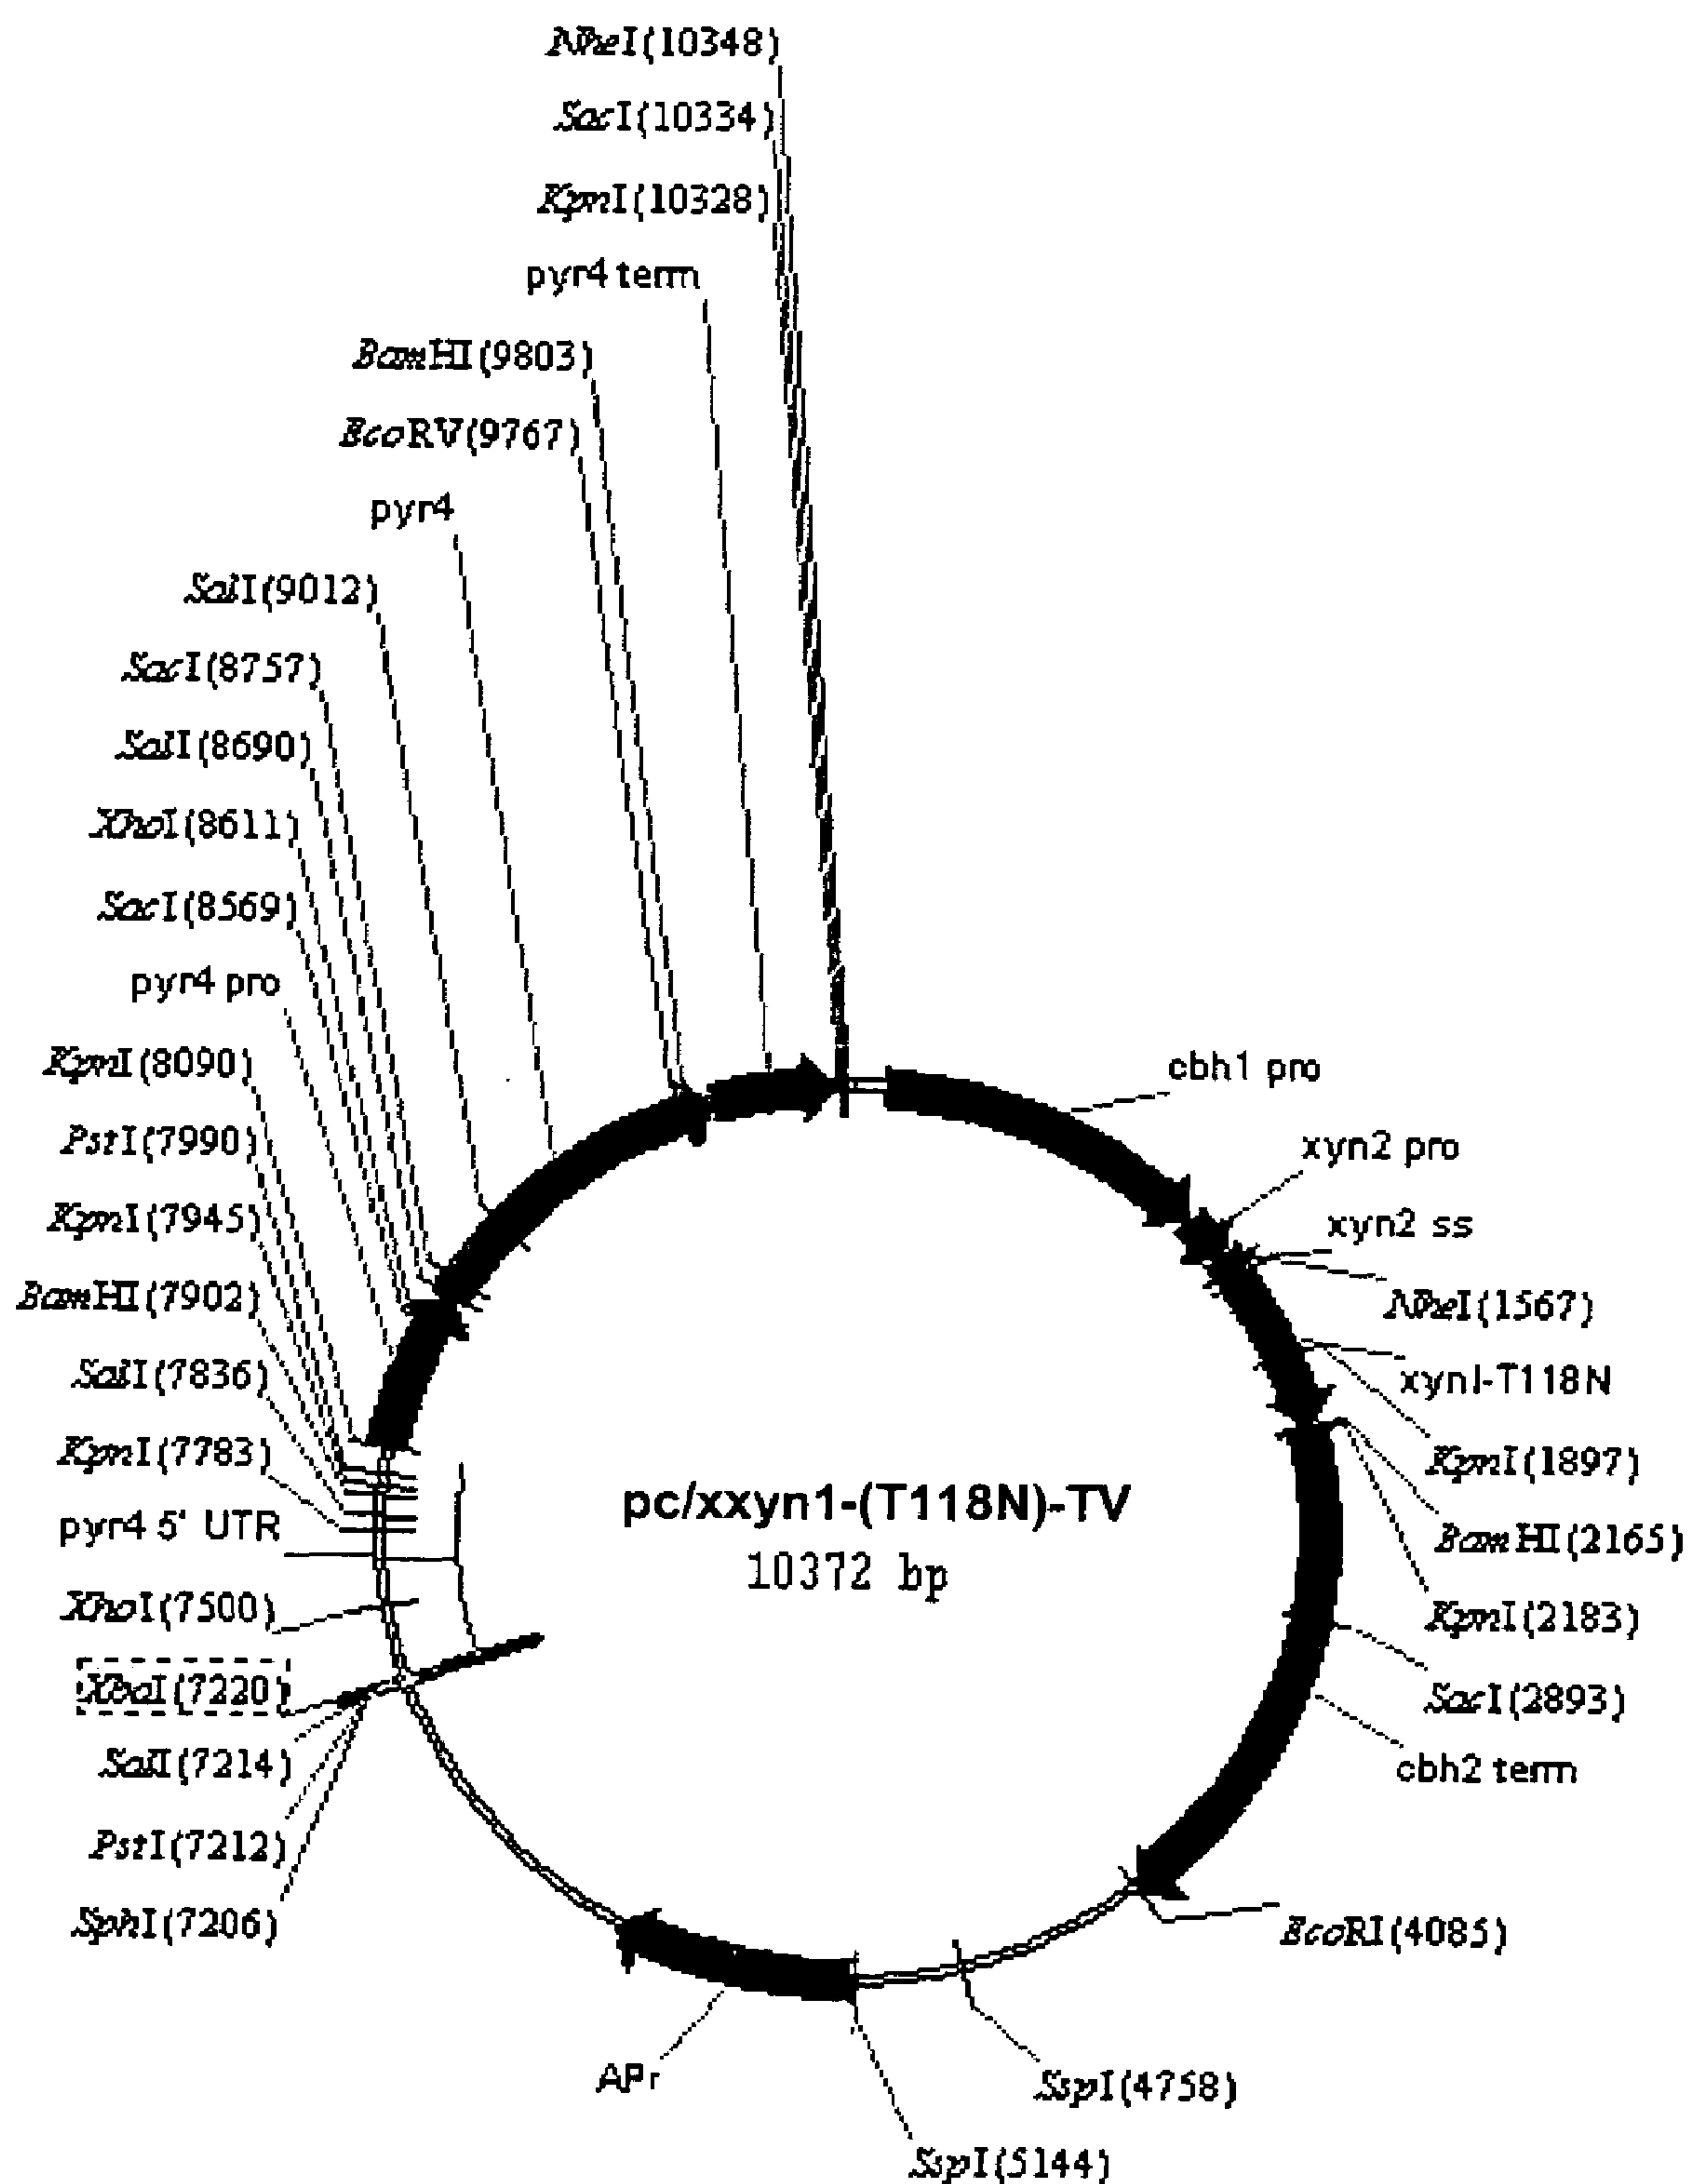 NheI(10348)
SacI(10334)
KpnI(10328)
pyr4 term
BamHI(9803)
EcoRV(9767)
pyr4
SalI(9012)
SacI(8757)
SalI(8690)
XhoI(8611)
SacI(8569)
pyr4 pro
KpnI(8090)
PstI(7990)
KpnI(7945)
BamHI(7902)
SalI(7836)
KpnI(7783)
pyr4 5' UTR
XhoI(7500)
XbaI(7220)
SalI(7214)
PstI(7212)
SphI(7206)
cbh1 pro
xyn2 pro
xyn2 ss
NheI(1567)
xynI-T118N
KpnI(1897)
BamHI(2165)
KpnI(2183)
SacI(2893)
cbh2 term
EcoRI(4085)
SspI(4758)
SspI(5144)
APr
pc/xxyn1-(T118N)-TV
10372 bp